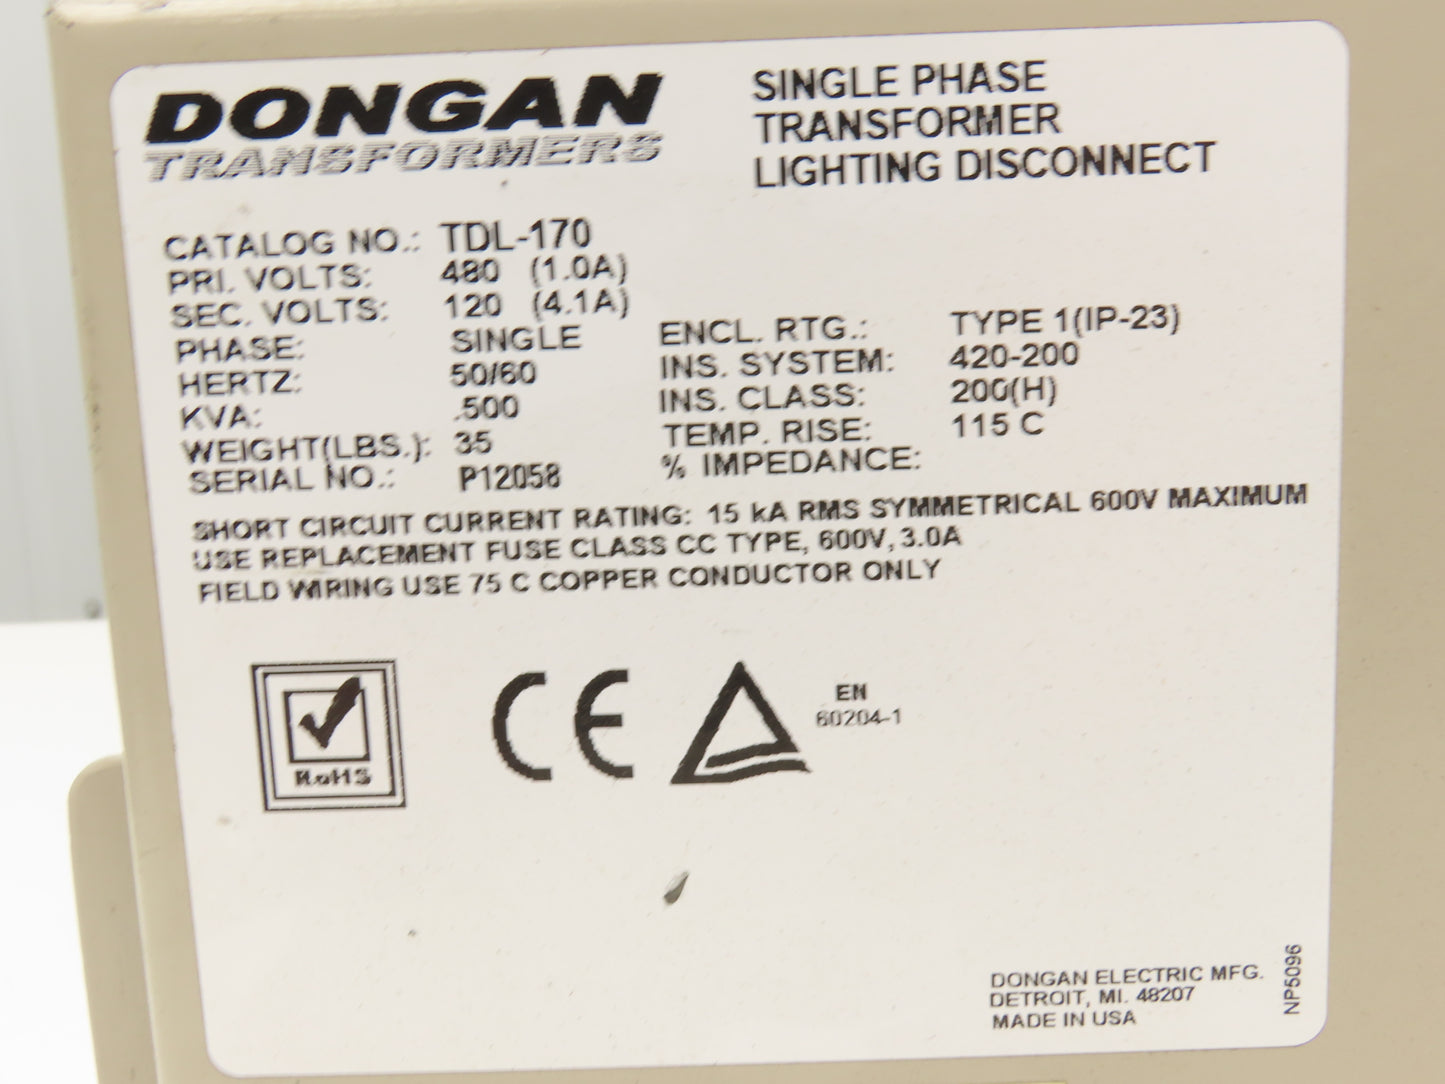 DONGAN
TRANSFORMERS
SINGLE PHASE
TRANSFORMER
LIGHTING DISCONNECT
CATALOG NO.: TDL-170
PRI. VOLTS: 480 (1.0A)
SEC. VOLTS: 120 (4.1A)
PHASE: SINGLE
HERTZ: 50/60
KVA: .500
WEIGHT(LBS.): 35
SERIAL NO.: P12058
ENCL. RTG.: TYPE 1(IP-23)
INS. SYSTEM: 420-200
INS. CLASS: 200(H)
TEMP. RISE: 115 C
% IMPEDANCE:
SHORT CIRCUIT CURRENT RATING: 15 kA RMS SYMMETRICAL 600V MAXIMUM
USE REPLACEMENT FUSE CLASS CC TYPE, 600V, 3.0A
FIELD WIRING USE 75 C COPPER CONDUCTOR ONLY
RoHS
CE
EN
60204-1
DONGAN ELECTRIC MFG.
DETROIT, MI. 48207
MADE IN USA
NP5096